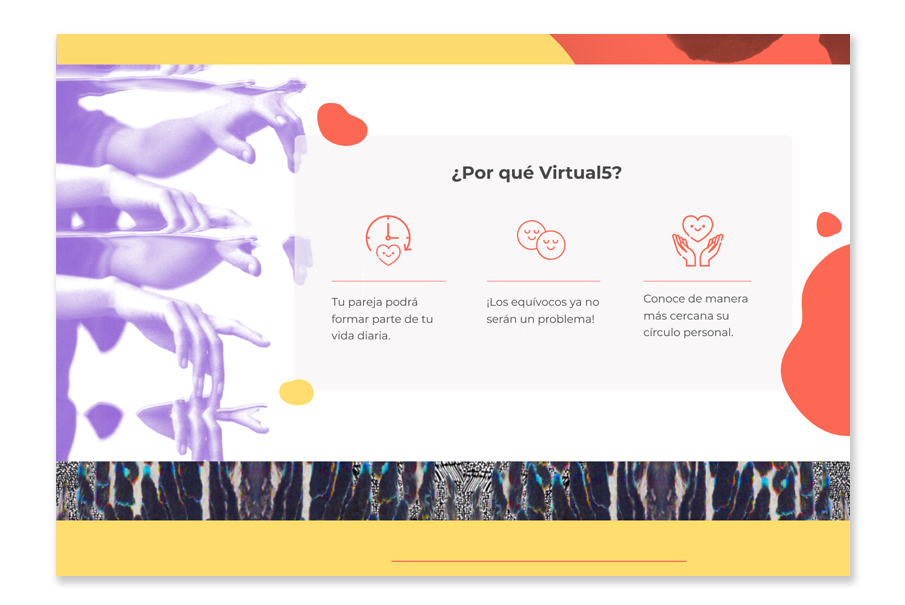 ¿Por qué Virtual5?
Tu pareja podrá
formar parte de tu
vida diaria.
¡Los equívocos ya no
serán un problema!
Conoce de manera
más cercana su
círculo personal.